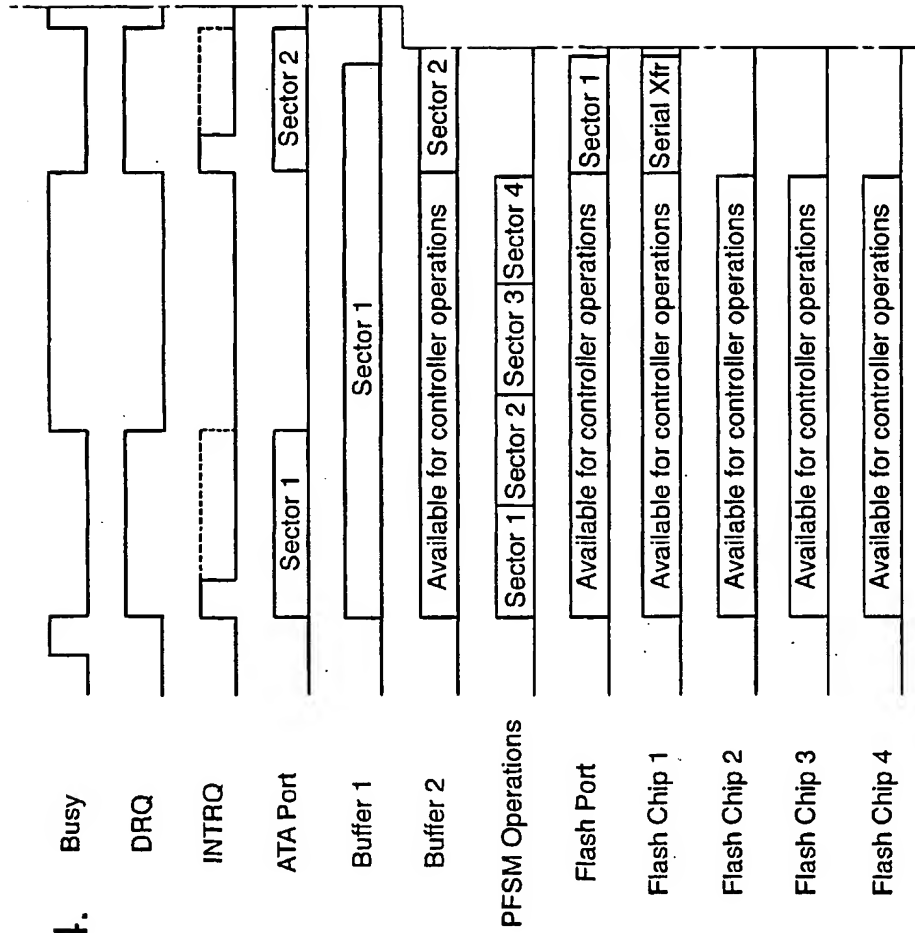 4.
Busy
DRQ
INTRQ
ATA Port Sector 1 Sector 2
Buffer 1 Sector 1
Buffer 2 Available for controller operations Sector 2
PFSM Operations Sector 1 Sector 2 Sector 3 Sector 4
Flash Port Available for controller operations Sector 1
Flash Chip 1 Available for controller operations Serial Xfr
Flash Chip 2 Available for controller operations
Flash Chip 3 Available for controller operations
Flash Chip 4 Available for controller operations